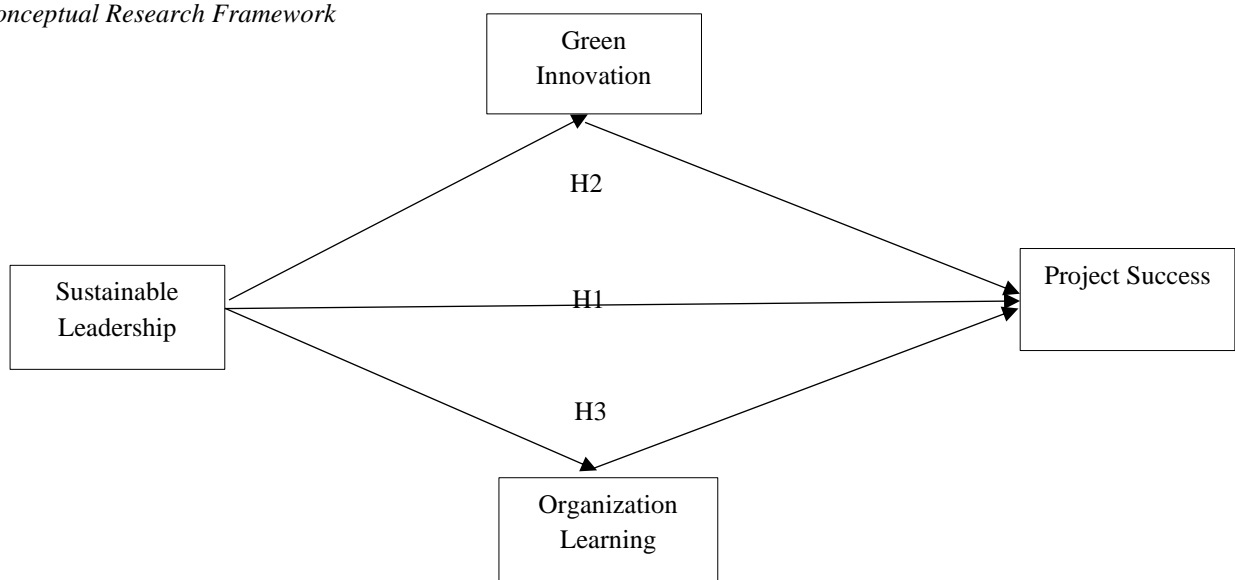 onceptual Research Framework
Green
Innovation
H2
Sustainable
Leadership
H1
Project Success
H3
Organization
Learning